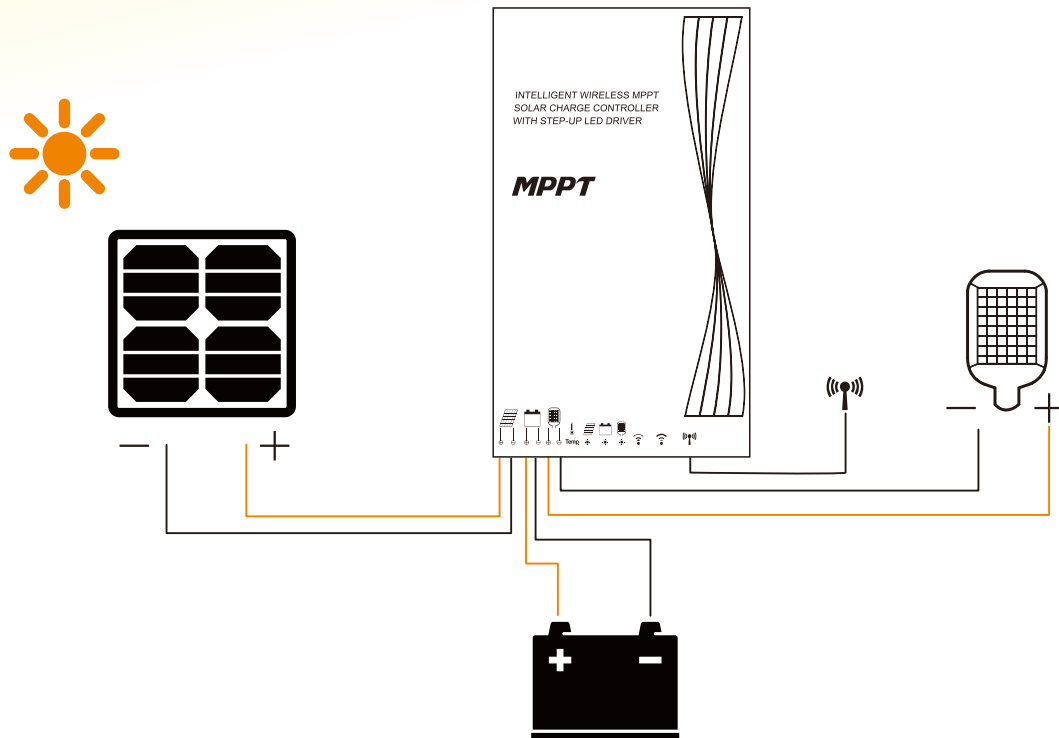 INTELLIGENT WIRELESS MPPT
SOLAR CHARGE CONTROLLER
WITH STEP-UP LED DRIVER
MPPT
Temp